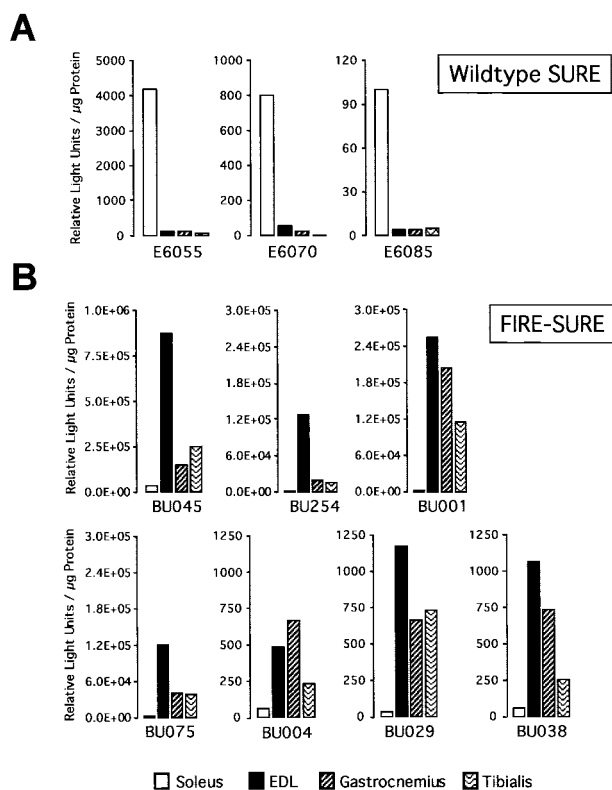 A
Wildtype SURE
Relative Light Units / µg Protein
5000
4000
3000
2000
1000
0
E6055
1000
800
600
400
200
0
E6070
120
90
60
30
0
E6085
B
FIRE-SURE
Relative Light Units / µg Protein
1.0E+06
7.5E+05
5.0E+05
2.5E+05
0.0E+00
BU045
3.0E+05
2.4E+05
1.8E+05
1.2E+05
6.0E+04
0.0E+00
BU254
3.0E+05
2.4E+05
1.8E+05
1.2E+05
6.0E+04
0.0E+00
BU001
Relative Light Units / µg Protein
3.0E+05
2.4E+05
1.8E+05
1.2E+05
6.0E+04
0.0E+00
BU075
1250
1000
750
500
250
0
BU004
1250
1000
750
500
250
0
BU029
1250
1000
750
500
250
0
BU038
Soleus EDL Gastrocnemius Tibialis